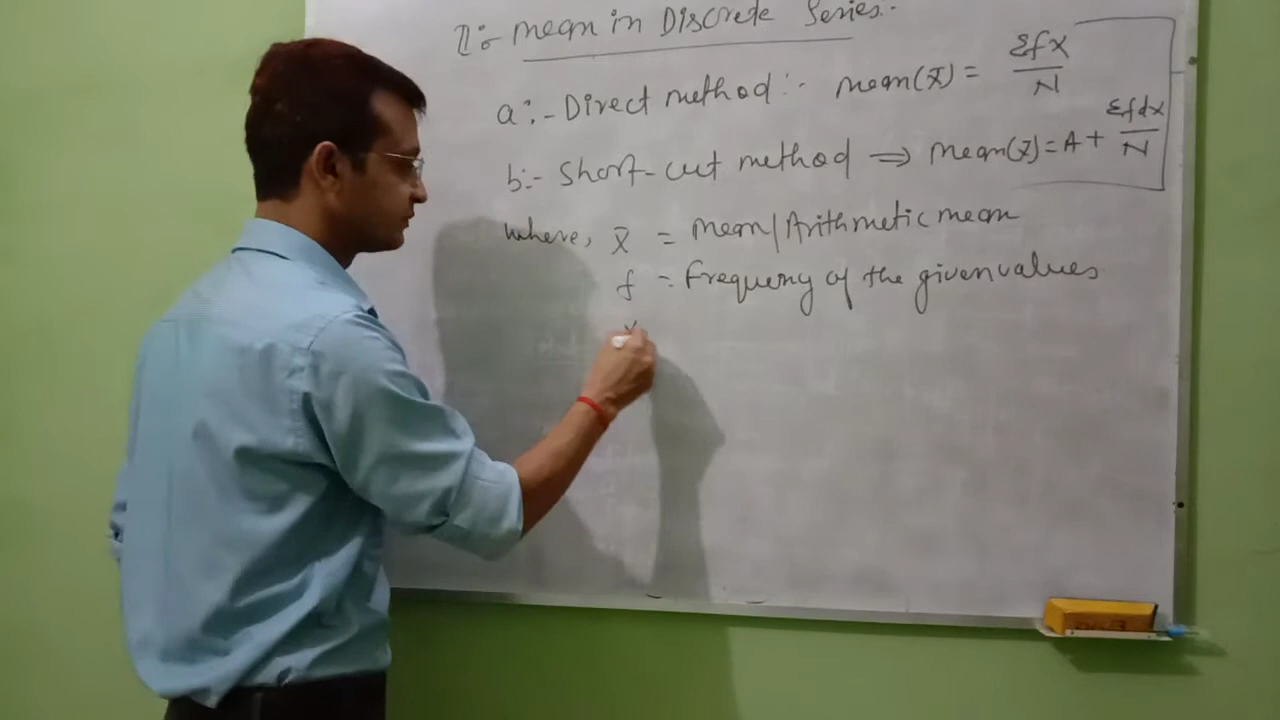 II:- Mean in Discrete Series:-
a:- Direct method:- mean(x̄) = Σfx/N
b:- Short-cut method ⇒ mean(x̄) = A + Σfdx/N
where, x̄ = mean/Arithmetic mean
f = Frequency of the given values
x